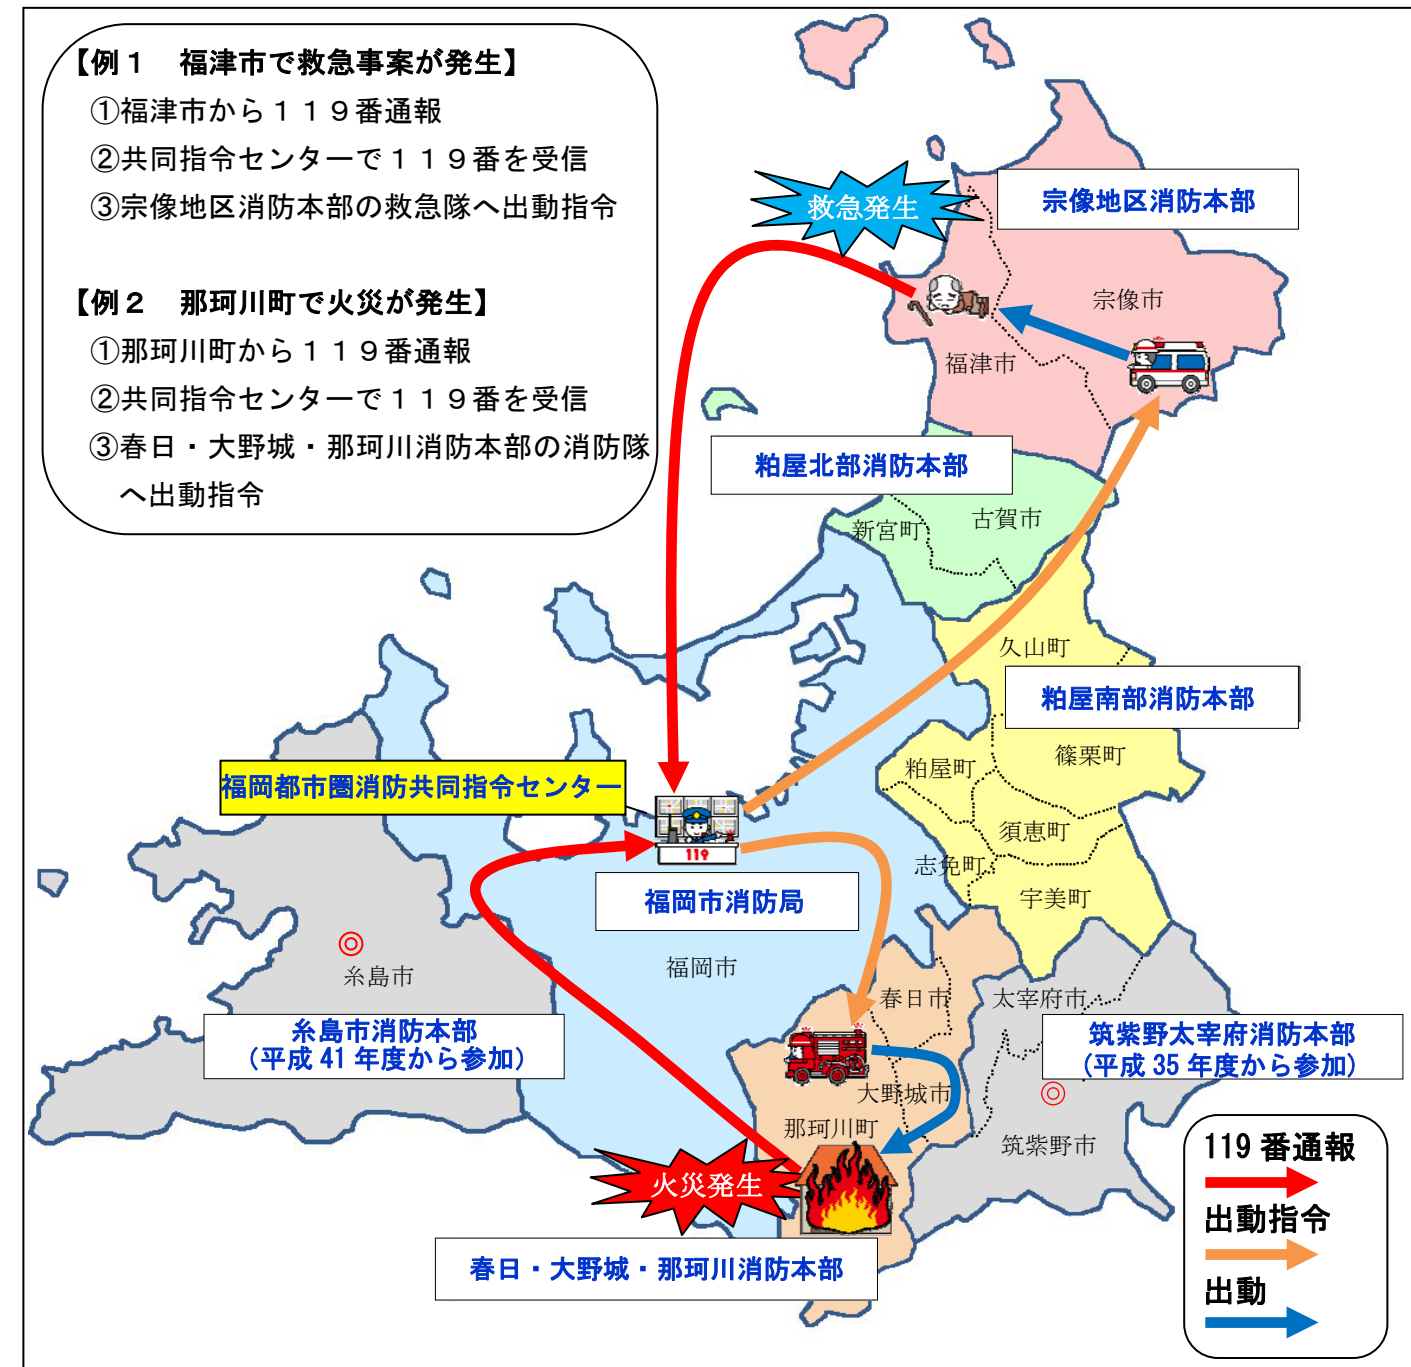 【例１　福津市で救急事案が発生】
①福津市から１１９番通報
②共同指令センターで１１９番を受信
③宗像地区消防本部の救急隊へ出動指令
【例２　那珂川町で火災が発生】
①那珂川町から１１９番通報
②共同指令センターで１１９番を受信
③春日・大野城・那珂川消防本部の消防隊
へ出動指令
救急発生
宗像地区消防本部
宗像市
福津市
粕屋北部消防本部
古賀市
新宮町
久山町
粕屋南部消防本部
篠栗町
粕屋町
福岡都市圏消防共同指令センター
須恵町
119
志免町
宇美町
福岡市消防局
福岡市
糸島市
春日市
太宰府市
糸島市消防本部
（平成 41 年度から参加）
筑紫野太宰府消防本部
（平成 35 年度から参加）
大野城市
那珂川町
筑紫野市
火災発生
春日・大野城・那珂川消防本部
119 番通報
出動指令
出動